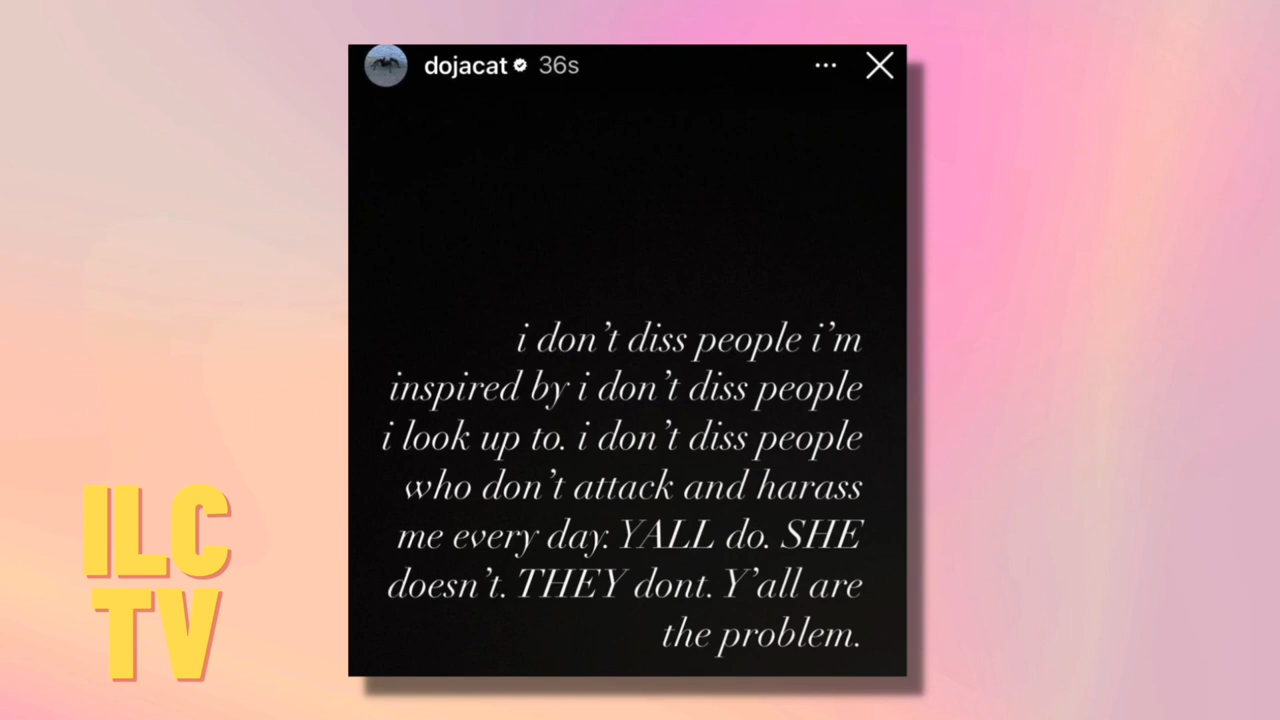 dojacat 36s
i don’t diss people i’m
inspired by i don’t diss people
i look up to. i don’t diss people
who don’t attack and harass
me every day. YALL do. SHE
doesn’t. THEY dont. Y’all are
the problem.
ILC
TV